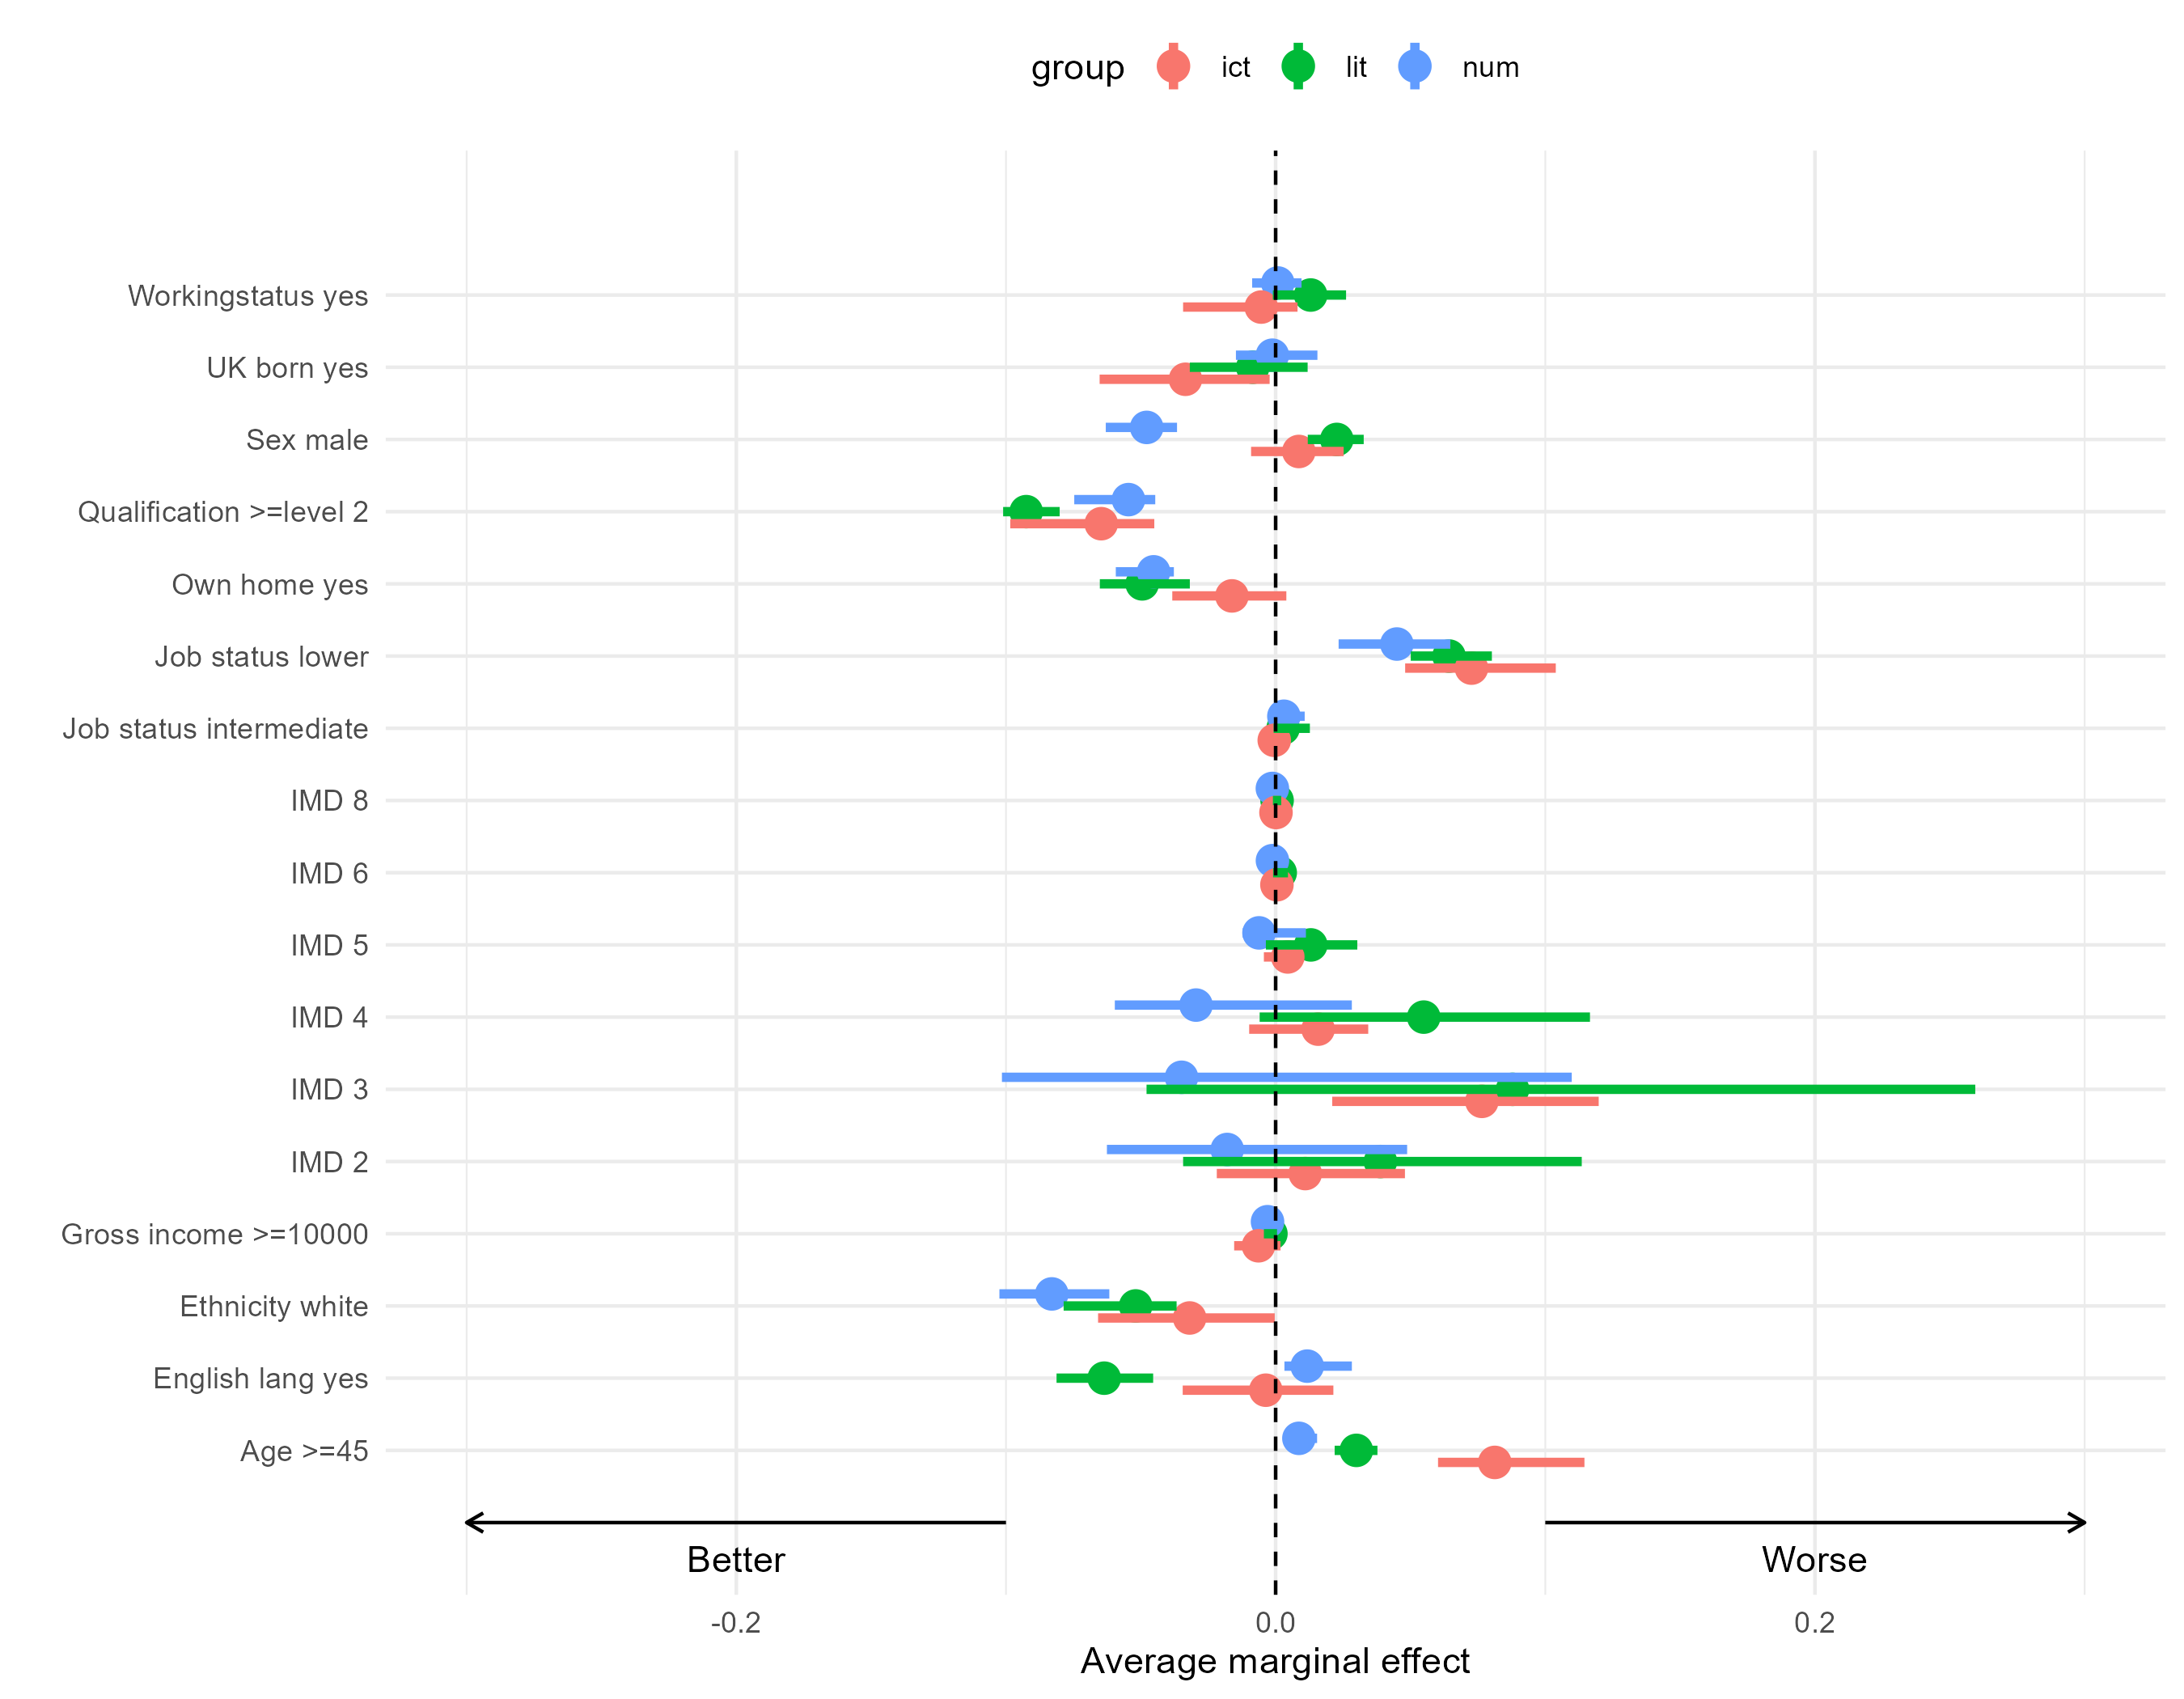 group ict lit num
Workingstatus yes
UK born yes
Sex male
Qualification >=level 2
Own home yes
Job status lower
Job status intermediate
IMD 8
IMD 6
IMD 5
IMD 4
IMD 3
IMD 2
Gross income >=10000
Ethnicity white
English lang yes
Age >=45
Better Worse
-0.2 0.0 0.2
Average marginal effect